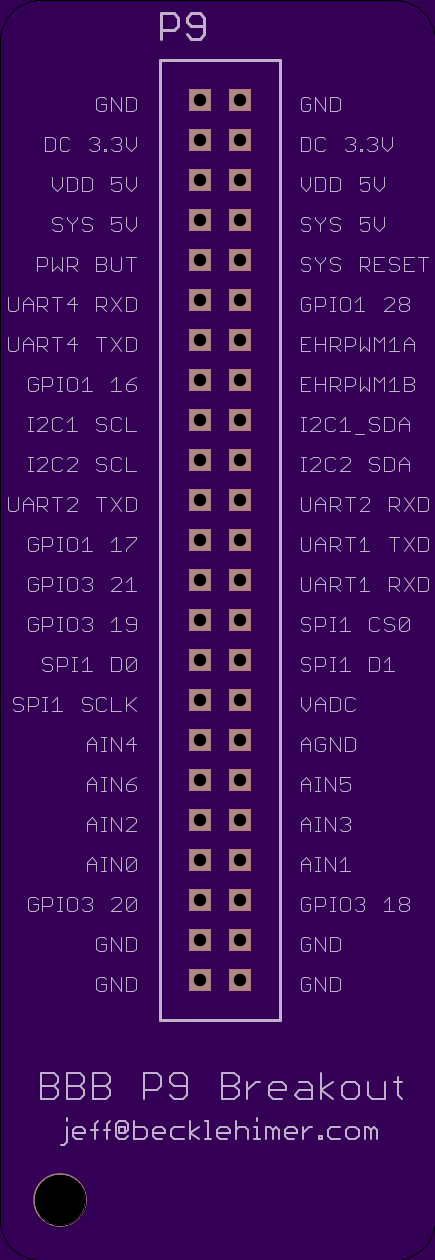 P9
GND GND
DC 3.3V DC 3.3V
VDD 5V VDD 5V
SYS 5V SYS 5V
PWR BUT SYS RESET
UART4 RXD GPIO1 28
UART4 TXD EHRPWM1A
GPIO1 16 EHRPWM1B
I2C1 SCL I2C1_SDA
I2C2 SCL I2C2 SDA
UART2 TXD UART2 RXD
GPIO1 17 UART1 TXD
GPIO3 21 UART1 RXD
GPIO3 19 SPI1 CS0
SPI1 D0 SPI1 D1
SPI1 SCLK VADC
AIN4 AGND
AIN6 AIN5
AIN2 AIN3
AIN0 AIN1
GPIO3 20 GPIO3 18
GND GND
GND GND
BBB P9 Breakout
jeff@becklehimer.com